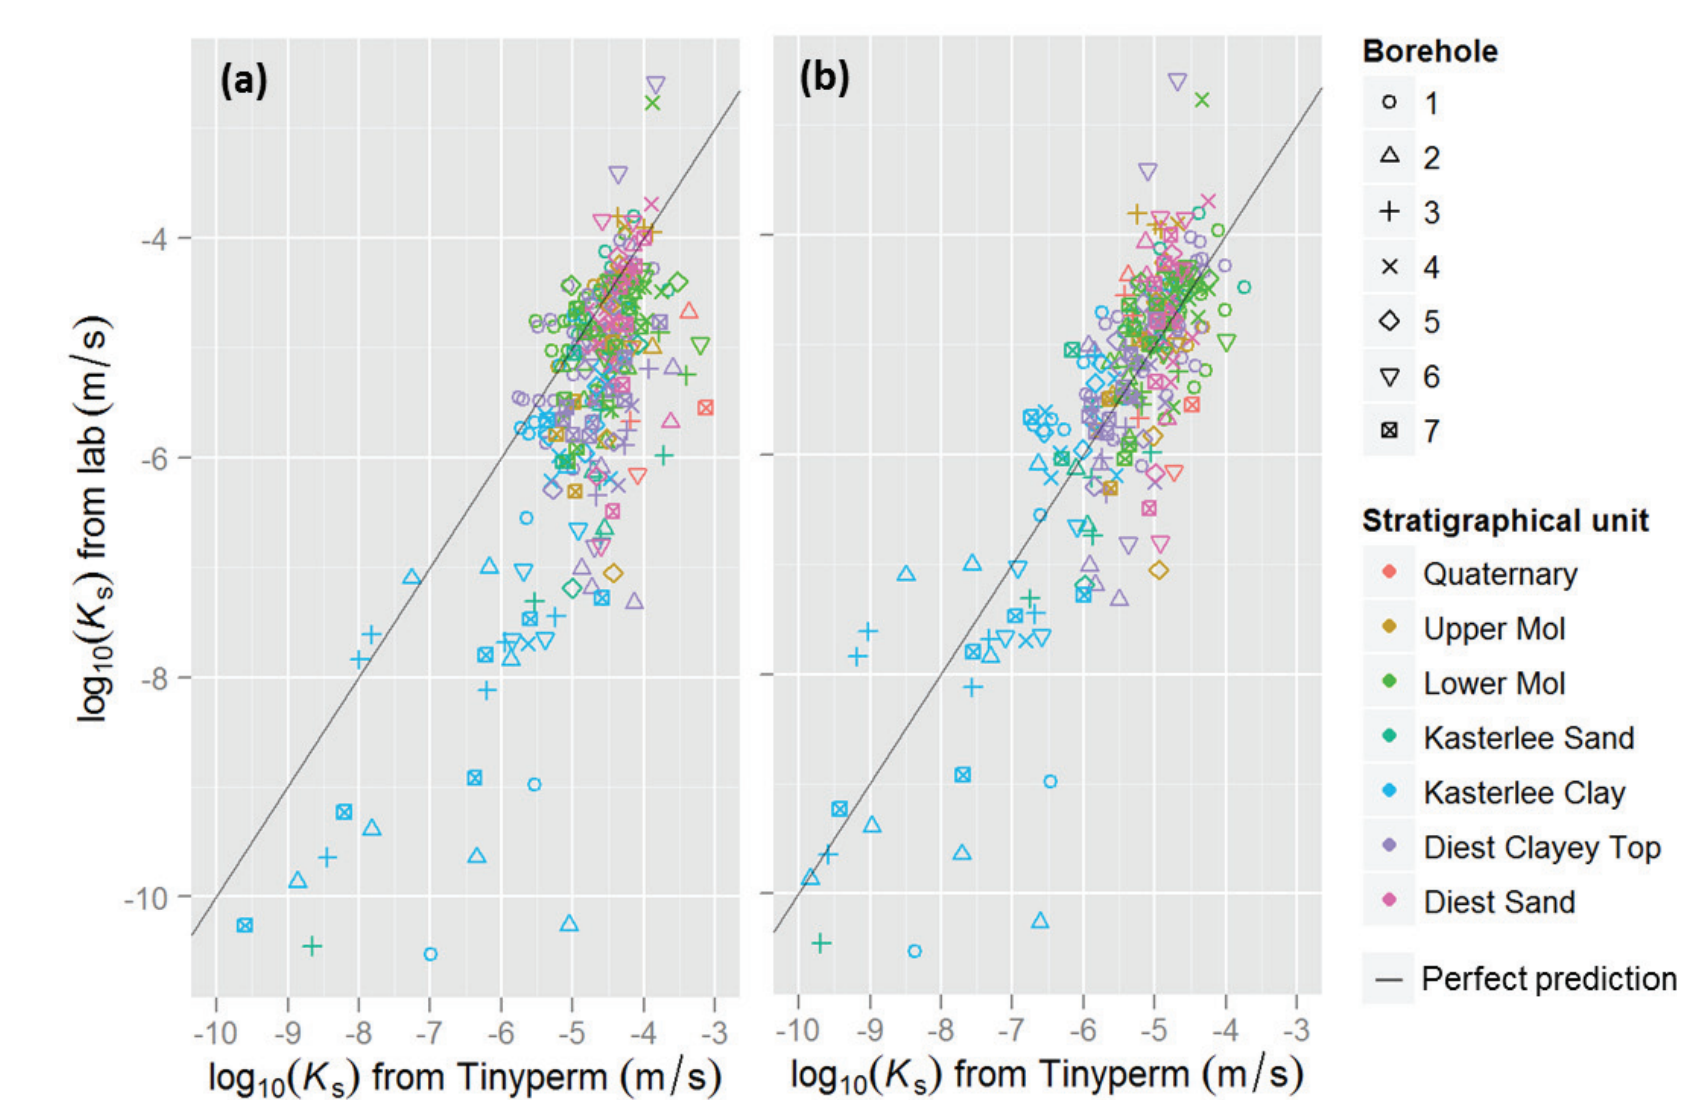 (a)
(b)
log10(Ks) from lab (m/s)
-4
-6
-8
-10
-10 -9 -8 -7 -6 -5 -4 -3
-10 -9 -8 -7 -6 -5 -4 -3
log10(Ks) from Tinyperm (m/s)
log10(Ks) from Tinyperm (m/s)
Borehole
1
2
3
4
5
6
7
Stratigraphical unit
Quaternary
Upper Mol
Lower Mol
Kasterlee Sand
Kasterlee Clay
Diest Clayey Top
Diest Sand
Perfect prediction